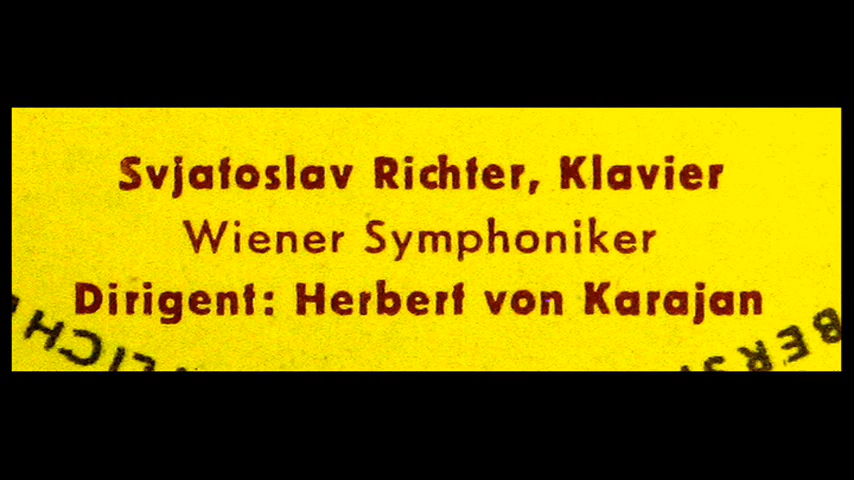 Svjatoslav Richter, Klavier
Wiener Symphoniker
Dirigent: Herbert von Karajan